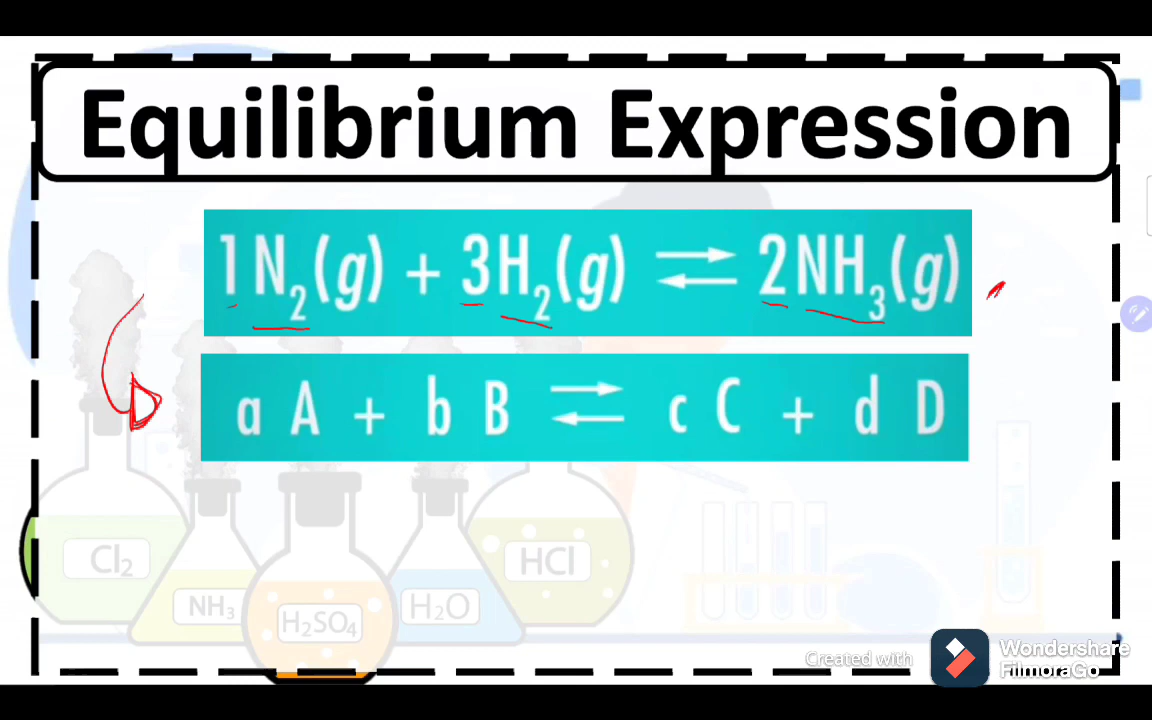 Equilibrium Expression
1N₂(g) + 3H₂(g) ⇌ 2NH₃(g)
a A + b B ⇌ c C + d D
Cl₂
NH₃
H₂SO₄
H₂O
HCl
Created with
Wondershare
FilmoraGo